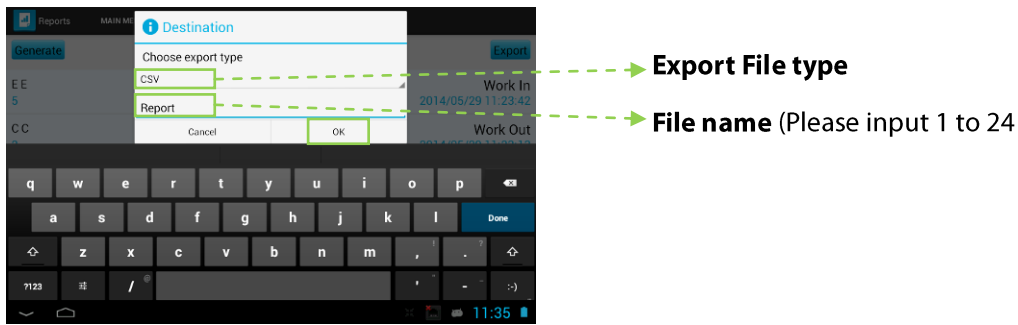 Reports MAIN ME
Destination
Generate
Export
Choose export type
CSV
Export File type
E E
Work In
5
2014/05/29 11:23.42
Report
File name (Please input 1 to 24
C C
Cancel
OK
Work Out
q w e r t y u i o p
a s d f g h j k l Done
z x c v b n m , ! . ?
?123 / @ ' " - _ :-)
11:35